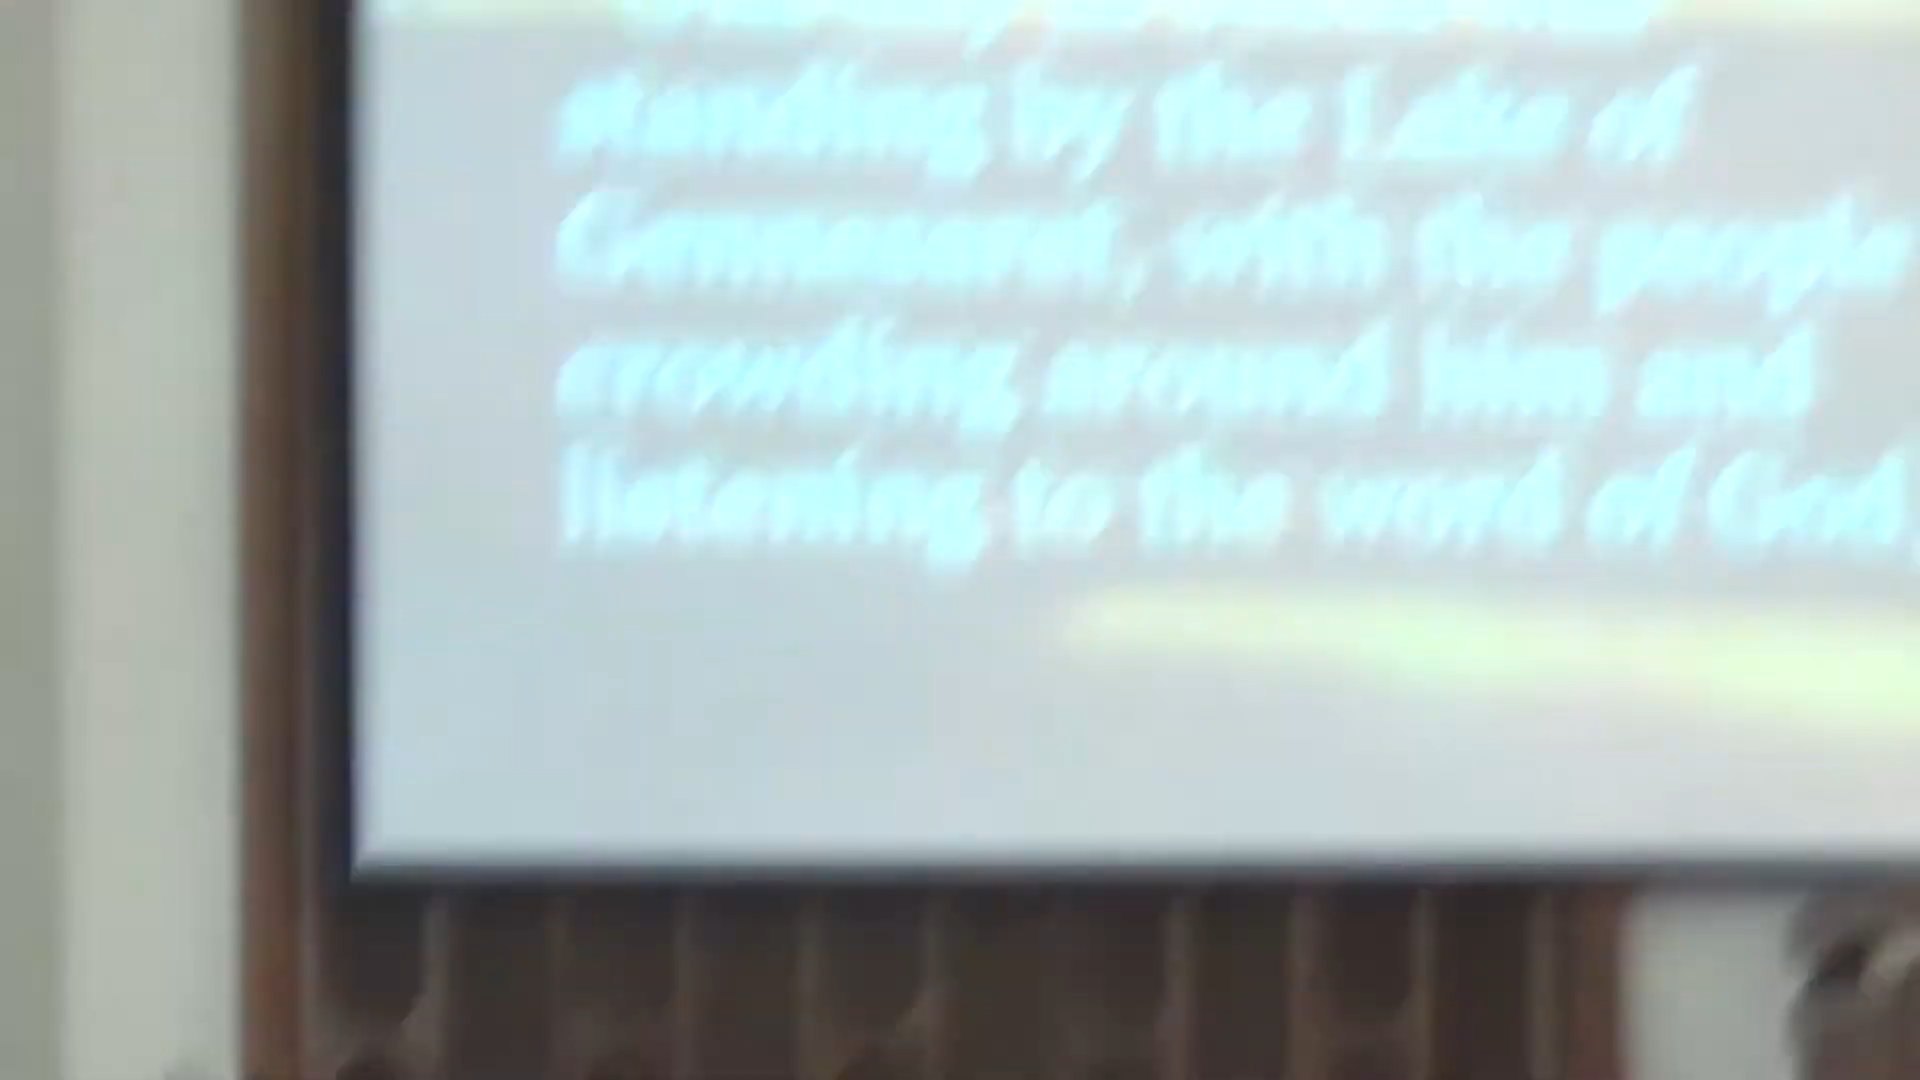 standing by the Lake of
Gennesaret, with the people
crowding around him and
listening to the word of God,